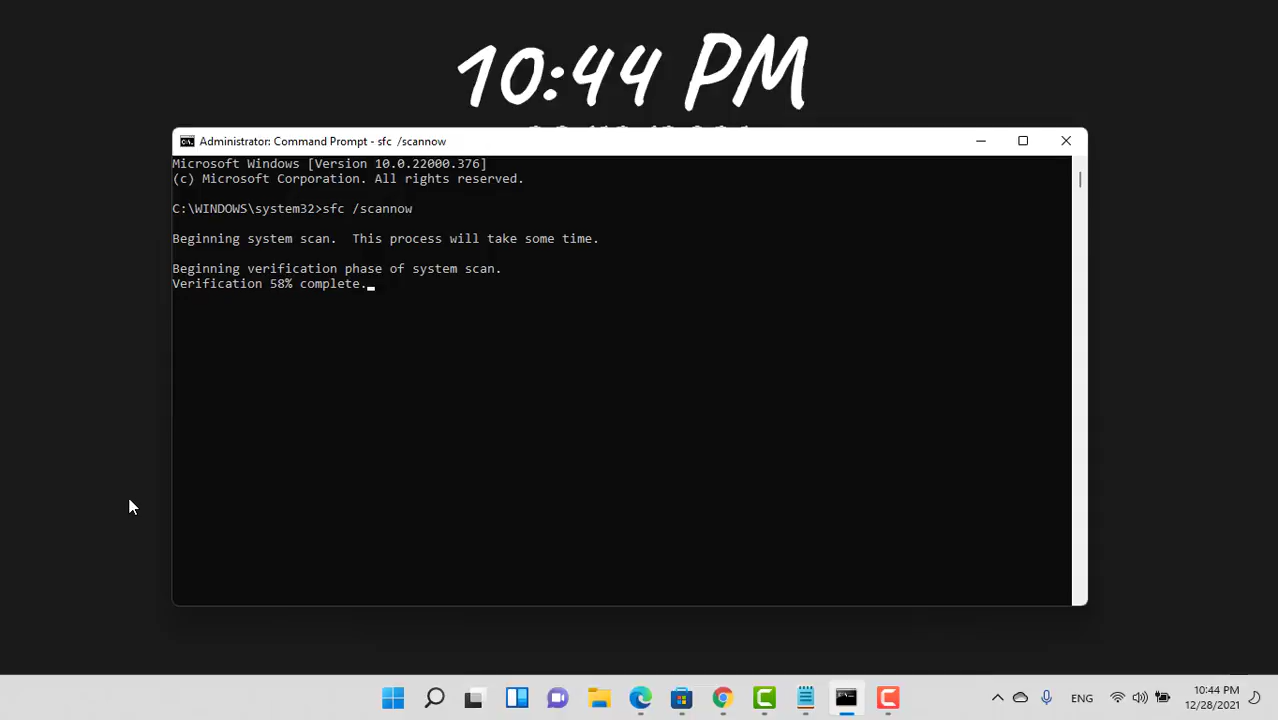 10:44 PM
Administrator: Command Prompt - sfc  /scannow
Microsoft Windows [Version 10.0.22000.376]
(c) Microsoft Corporation. All rights reserved.
C:\WINDOWS\system32>sfc /scannow
Beginning system scan.  This process will take some time.
Beginning verification phase of system scan.
Verification 58% complete.
ENG
10:44 PM
12/28/2021